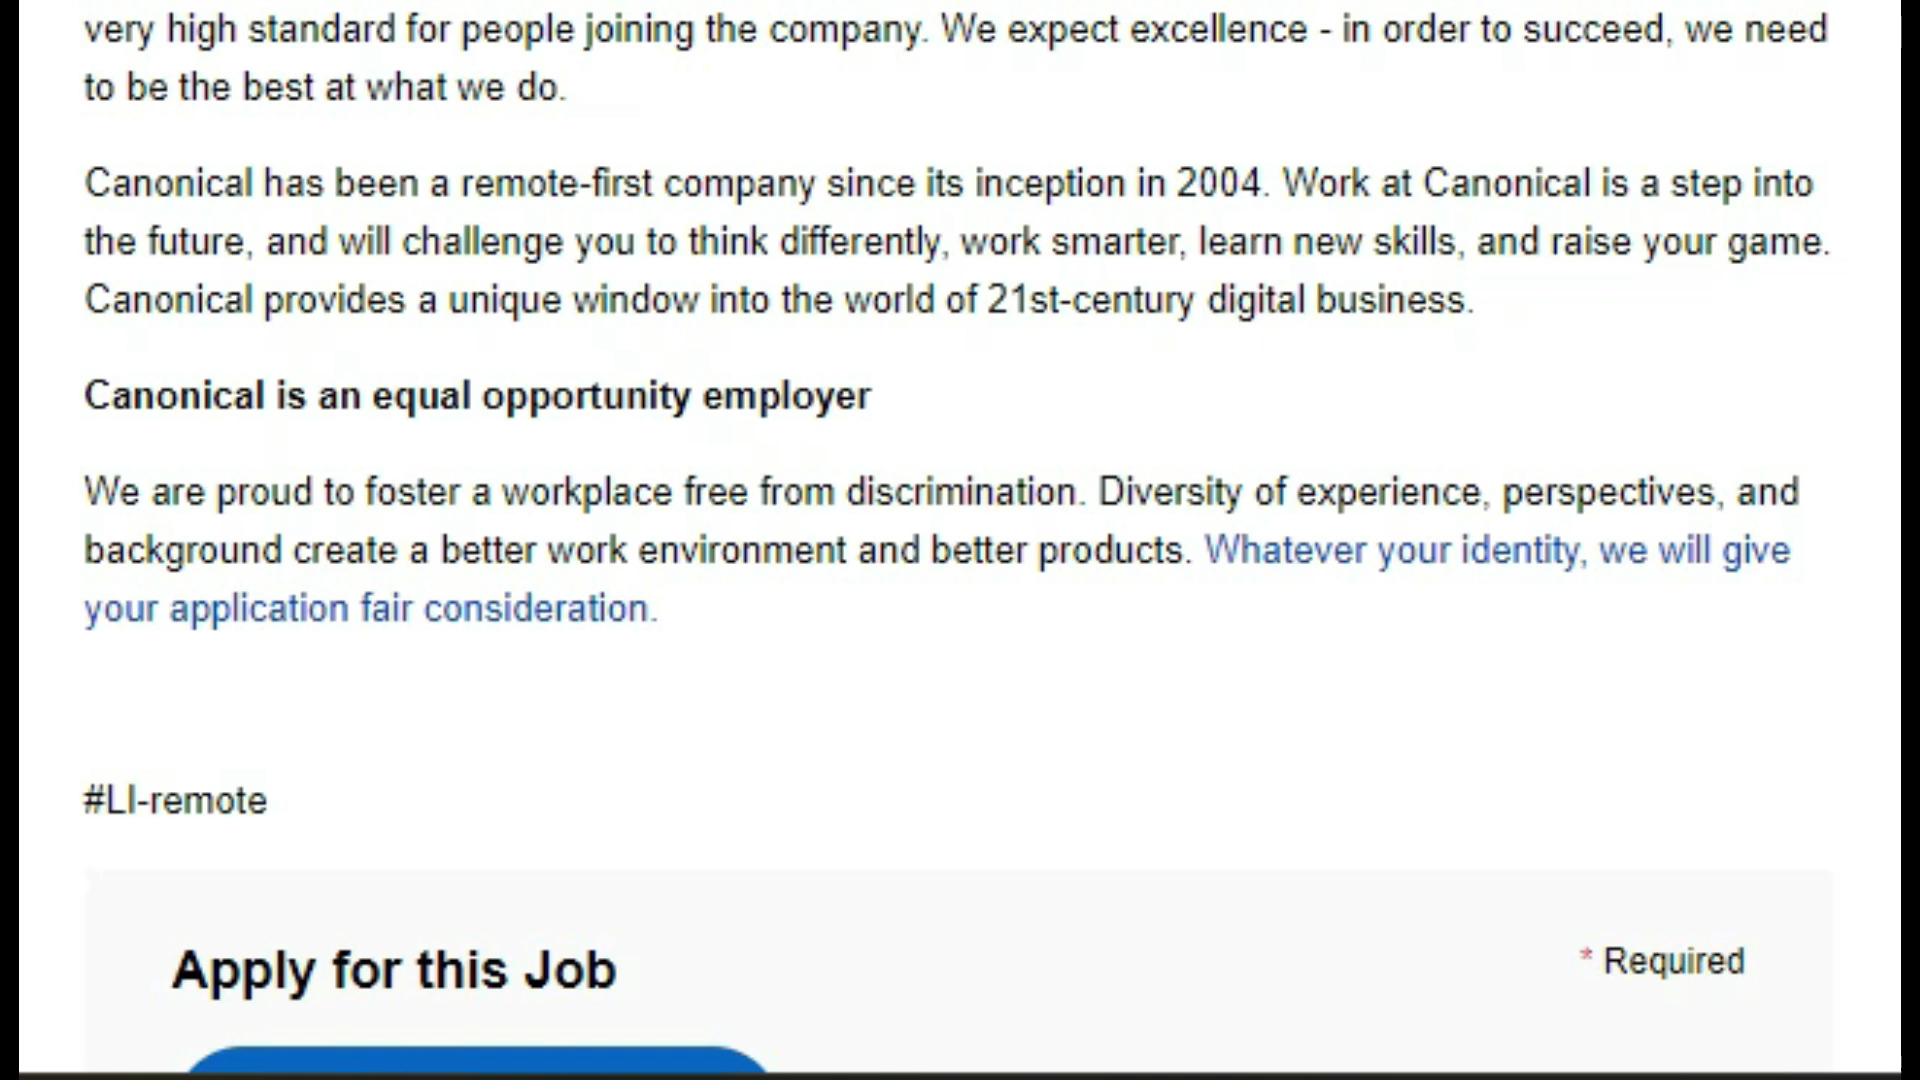 very high standard for people joining the company. We expect excellence - in order to succeed, we need
to be the best at what we do.
Canonical has been a remote-first company since its inception in 2004. Work at Canonical is a step into
the future, and will challenge you to think differently, work smarter, learn new skills, and raise your game.
Canonical provides a unique window into the world of 21st-century digital business.
Canonical is an equal opportunity employer
We are proud to foster a workplace free from discrimination. Diversity of experience, perspectives, and
background create a better work environment and better products. Whatever your identity, we will give
your application fair consideration.
#LI-remote
Apply for this Job
* Required